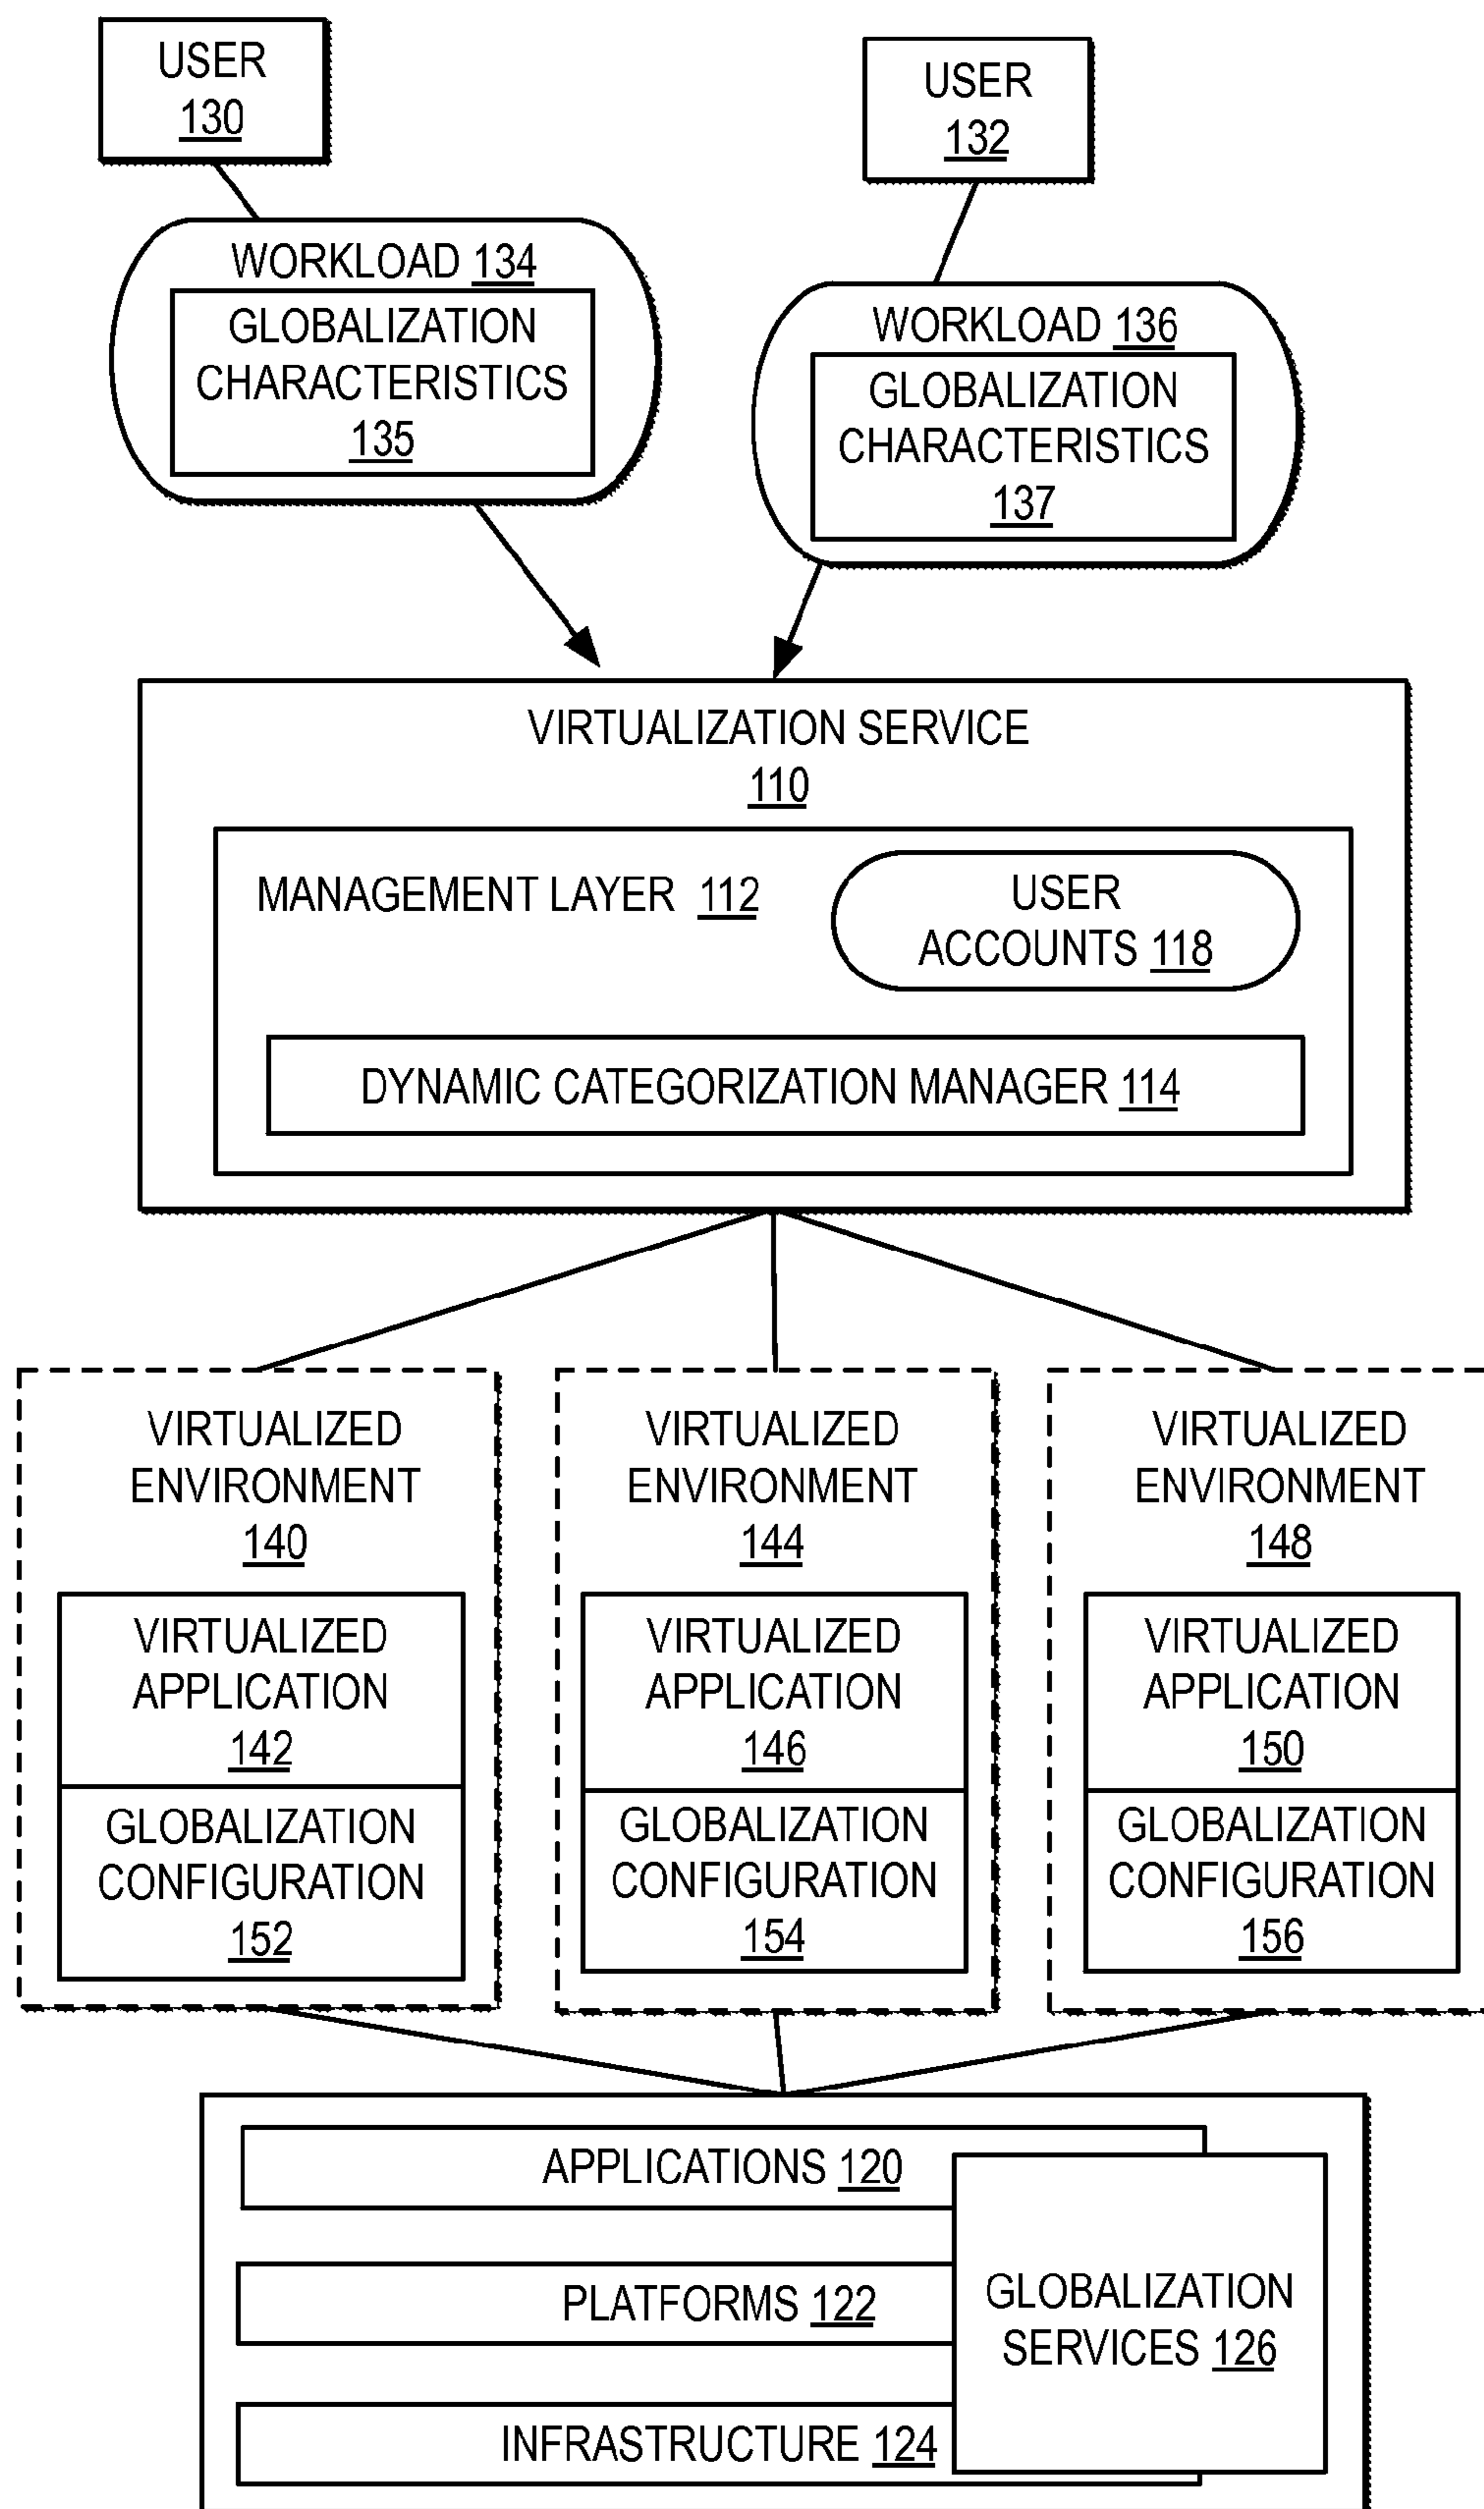 USER
130
USER
132
WORKLOAD 134
GLOBALIZATION
CHARACTERISTICS
135
WORKLOAD 136
GLOBALIZATION
CHARACTERISTICS
137
VIRTUALIZATION SERVICE
110
MANAGEMENT LAYER 112
USER
ACCOUNTS 118
DYNAMIC CATEGORIZATION MANAGER 114
VIRTUALIZED
ENVIRONMENT
140
VIRTUALIZED
APPLICATION
142
GLOBALIZATION
CONFIGURATION
152
VIRTUALIZED
ENVIRONMENT
144
VIRTUALIZED
APPLICATION
146
GLOBALIZATION
CONFIGURATION
154
VIRTUALIZED
ENVIRONMENT
148
VIRTUALIZED
APPLICATION
150
GLOBALIZATION
CONFIGURATION
156
APPLICATIONS 120
PLATFORMS 122
INFRASTRUCTURE 124
GLOBALIZATION
SERVICES 126